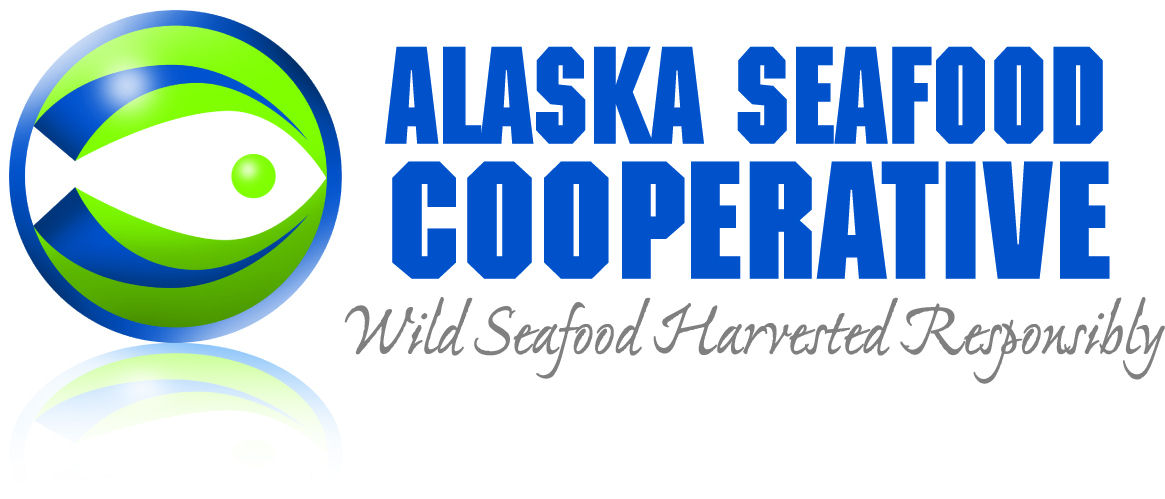 ALASKA SEAFOOD
COOPERATIVE
Wild Seafood Harvested Responsibly